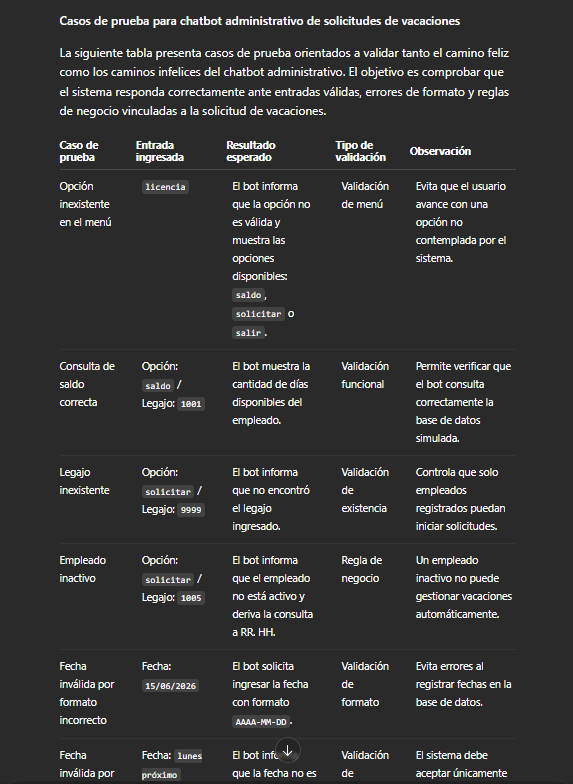 Casos de prueba para chatbot administrativo de solicitudes de vacaciones
La siguiente tabla presenta casos de prueba orientados a validar tanto el camino feliz
como los caminos infelices del chatbot administrativo. El objetivo es comprobar que
el sistema responda correctamente ante entradas válidas, errores de formato y reglas
de negocio vinculadas a la solicitud de vacaciones.
Caso de prueba
Entrada ingresada
Resultado esperado
Tipo de validación
Observación
Opción
inexistente
en el menú
licencia
El bot informa
que la opción no
es válida y
muestra las
opciones
disponibles:
saldo,
solicitar o
salir.
Validación
de menú
Evita que el usuario
avance con una
opción no
contemplada por el
sistema.
Consulta de
saldo
correcta
Opción:
saldo /
Legajo: 1001
El bot muestra la
cantidad de días
disponibles del
empleado.
Validación
funcional
Permite verificar que
el bot consulta
correctamente la
base de datos
simulada.
Legajo
inexistente
Opción:
solicitar /
Legajo: 9999
El bot informa
que no encontró
el legajo
ingresado.
Validación
de
existencia
Controla que solo
empleados
registrados puedan
iniciar solicitudes.
Empleado
inactivo
Opción:
solicitar /
Legajo: 1005
El bot informa
que el empleado
no está activo y
deriva la consulta
a RR. HH.
Regla de
negocio
Un empleado
inactivo no puede
gestionar vacaciones
automáticamente.
Fecha
inválida por
formato
incorrecto
Fecha:
15/06/2026
El bot solicita
ingresar la fecha
con formato
AAAA-MM-DD.
Validación
de
formato
Evita errores al
registrar fechas en la
base de datos.
Fecha
inválida por
Fecha: lunes
próximo
El bot
que la fecha no es
Validación
de
El sistema debe
aceptar únicamente